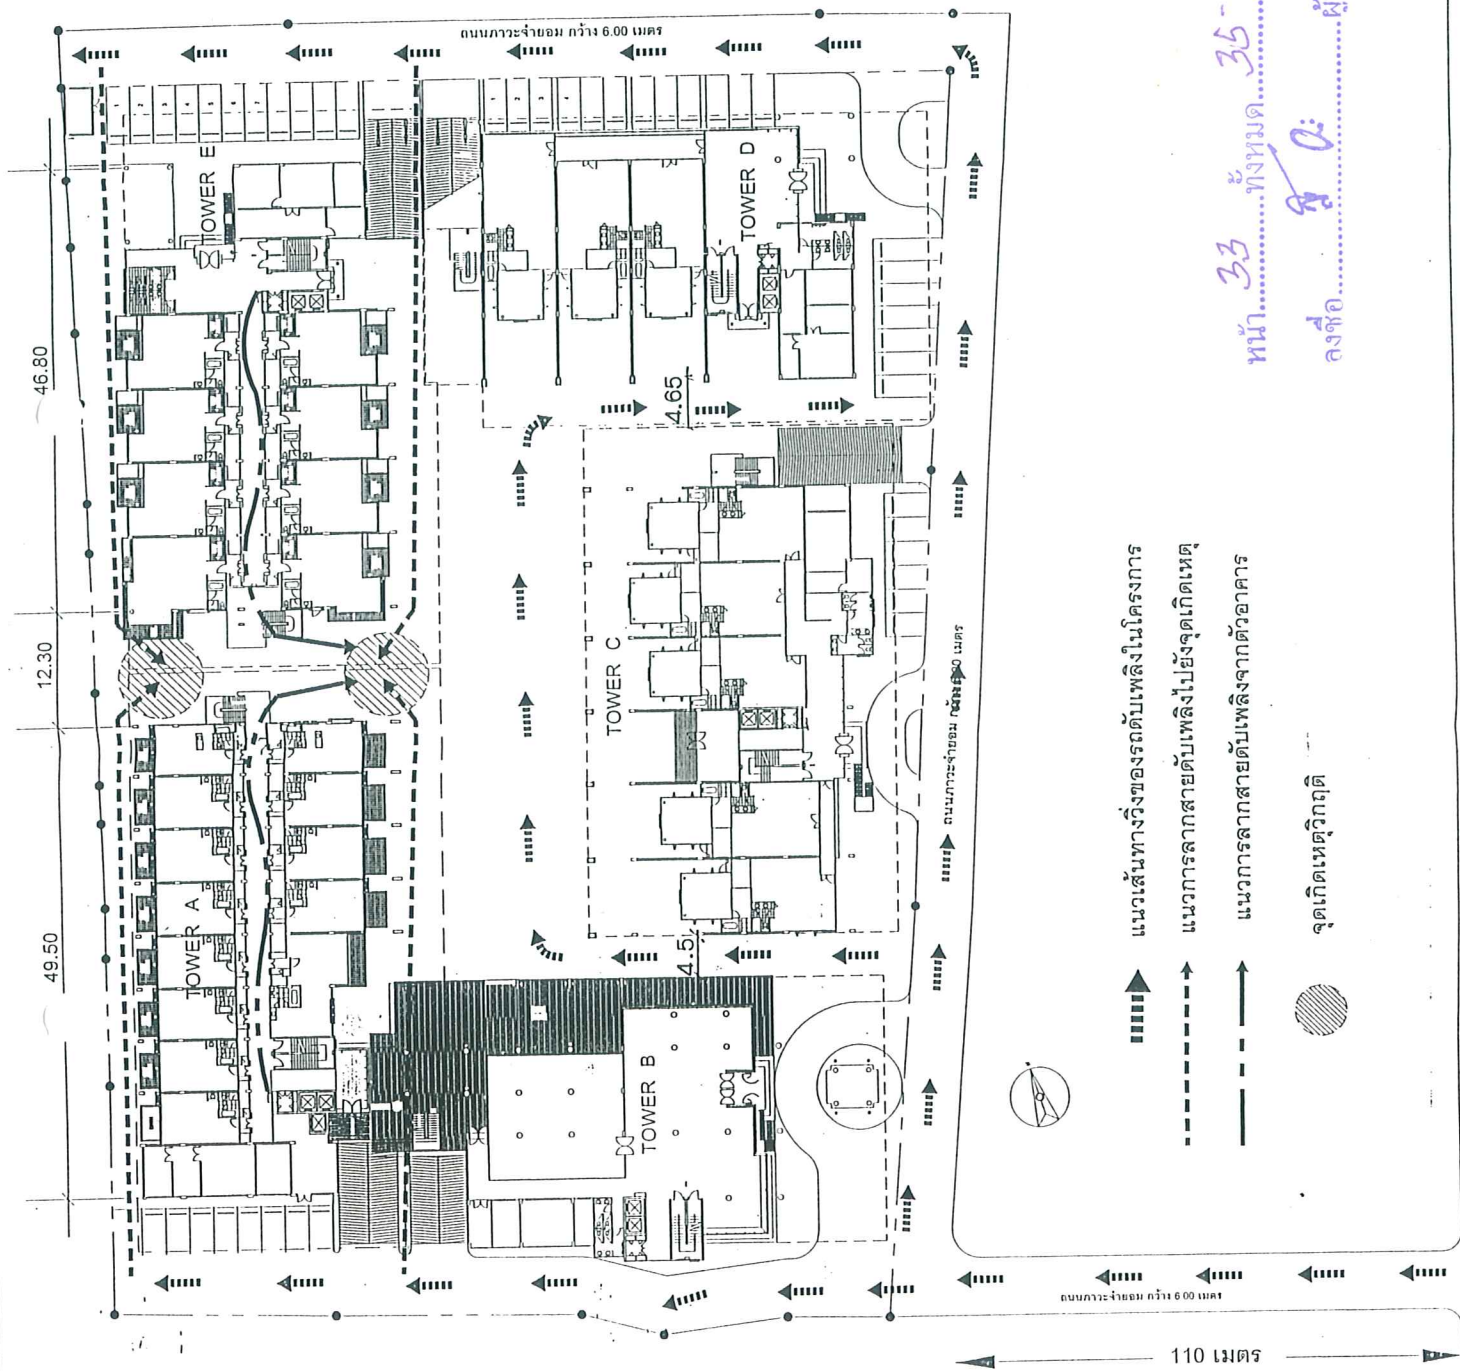 ถนนภาวะจำยอม กว้าง 6.00 เมตร
หน้า....33....ทั้งหมด....35-
ลงชื่อ
46.80
12.30
49.50
TOWER E
1
2
3
4
5
6
7
1
2
3
4
TOWER D
4.65
TOWER A
TOWER C
4.5
TOWER B
ถนนภาวะจำยอม
เมตร
แนวเส้นทางวิ่งของรถดับเพลิงในโครงการ
แนวการลากสายดับเพลิงไปยังจุดเกิดเหตุ
แนวการลากสายดับเพลิงจากตัวอาคาร
จุดเกิดเหตุวิกฤติ
ถนนภาวะจำยอม กว้าง 6 00 เมตร
110 เมตร